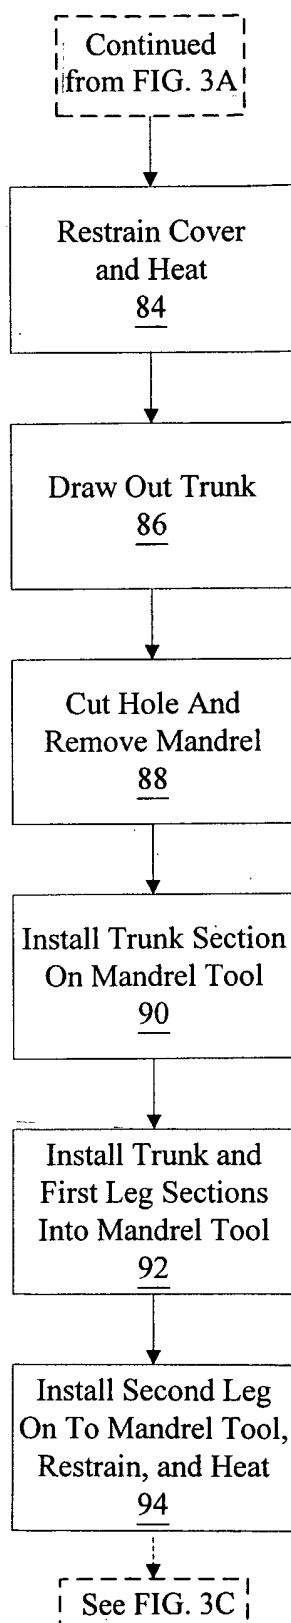 Continued
from FIG. 3A
Restrain Cover
and Heat
84
Draw Out Trunk
86
Cut Hole And
Remove Mandrel
88
Install Trunk Section
On Mandrel Tool
90
Install Trunk and
First Leg Sections
Into Mandrel Tool
92
Install Second Leg
On To Mandrel Tool,
Restrain, and Heat
94
See FIG. 3C